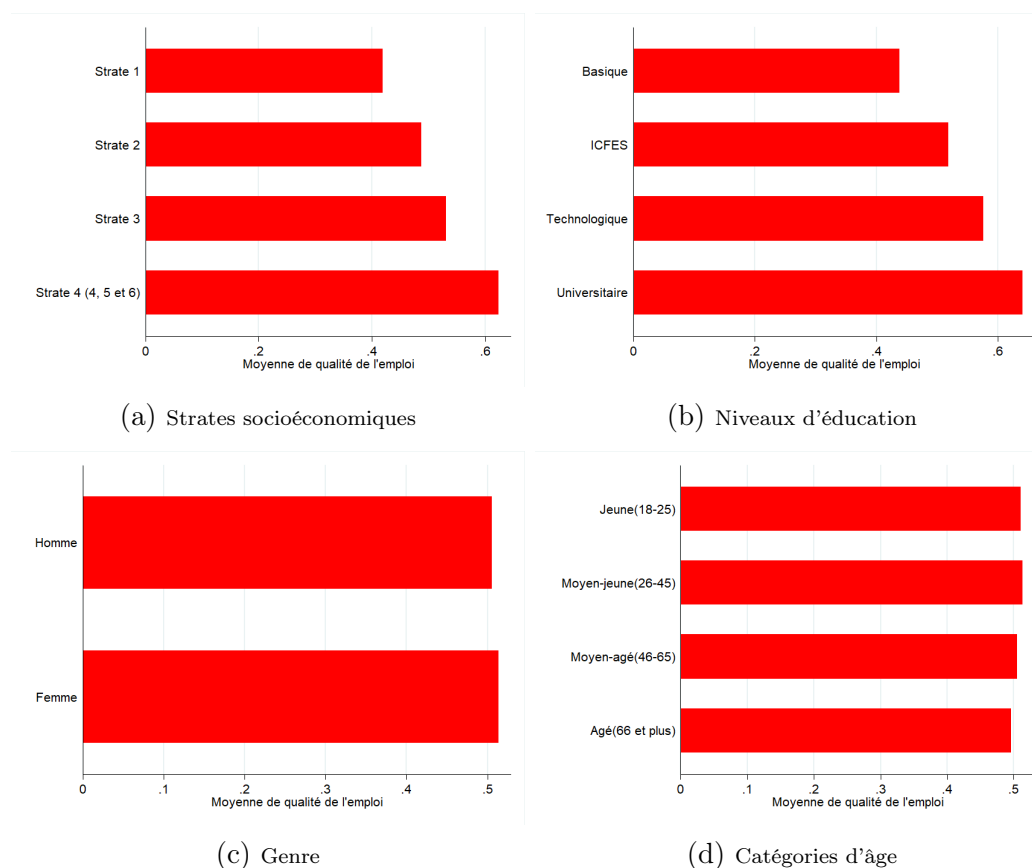 Strate 1
Strate 2
Strate 3
Strate 4 (4, 5 et 6)
0 .2 .4 .6
Moyenne de qualité de l'emploi
(a) Strates socioéconomiques
Basique
ICFES
Technologique
Universitaire
0 .2 .4 .6
Moyenne de qualité de l'emploi
(b) Niveaux d'éducation
Homme
Femme
0 .1 .2 .3 .4 .5
Moyenne de qualité de l'emploi
(c) Genre
Jeune(18-25)
Moyen-jeune(26-45)
Moyen-agé(46-65)
Agé(66 et plus)
0 .1 .2 .3 .4 .5
Moyenne de qualité de l'emploi
(d) Catégories d'âge